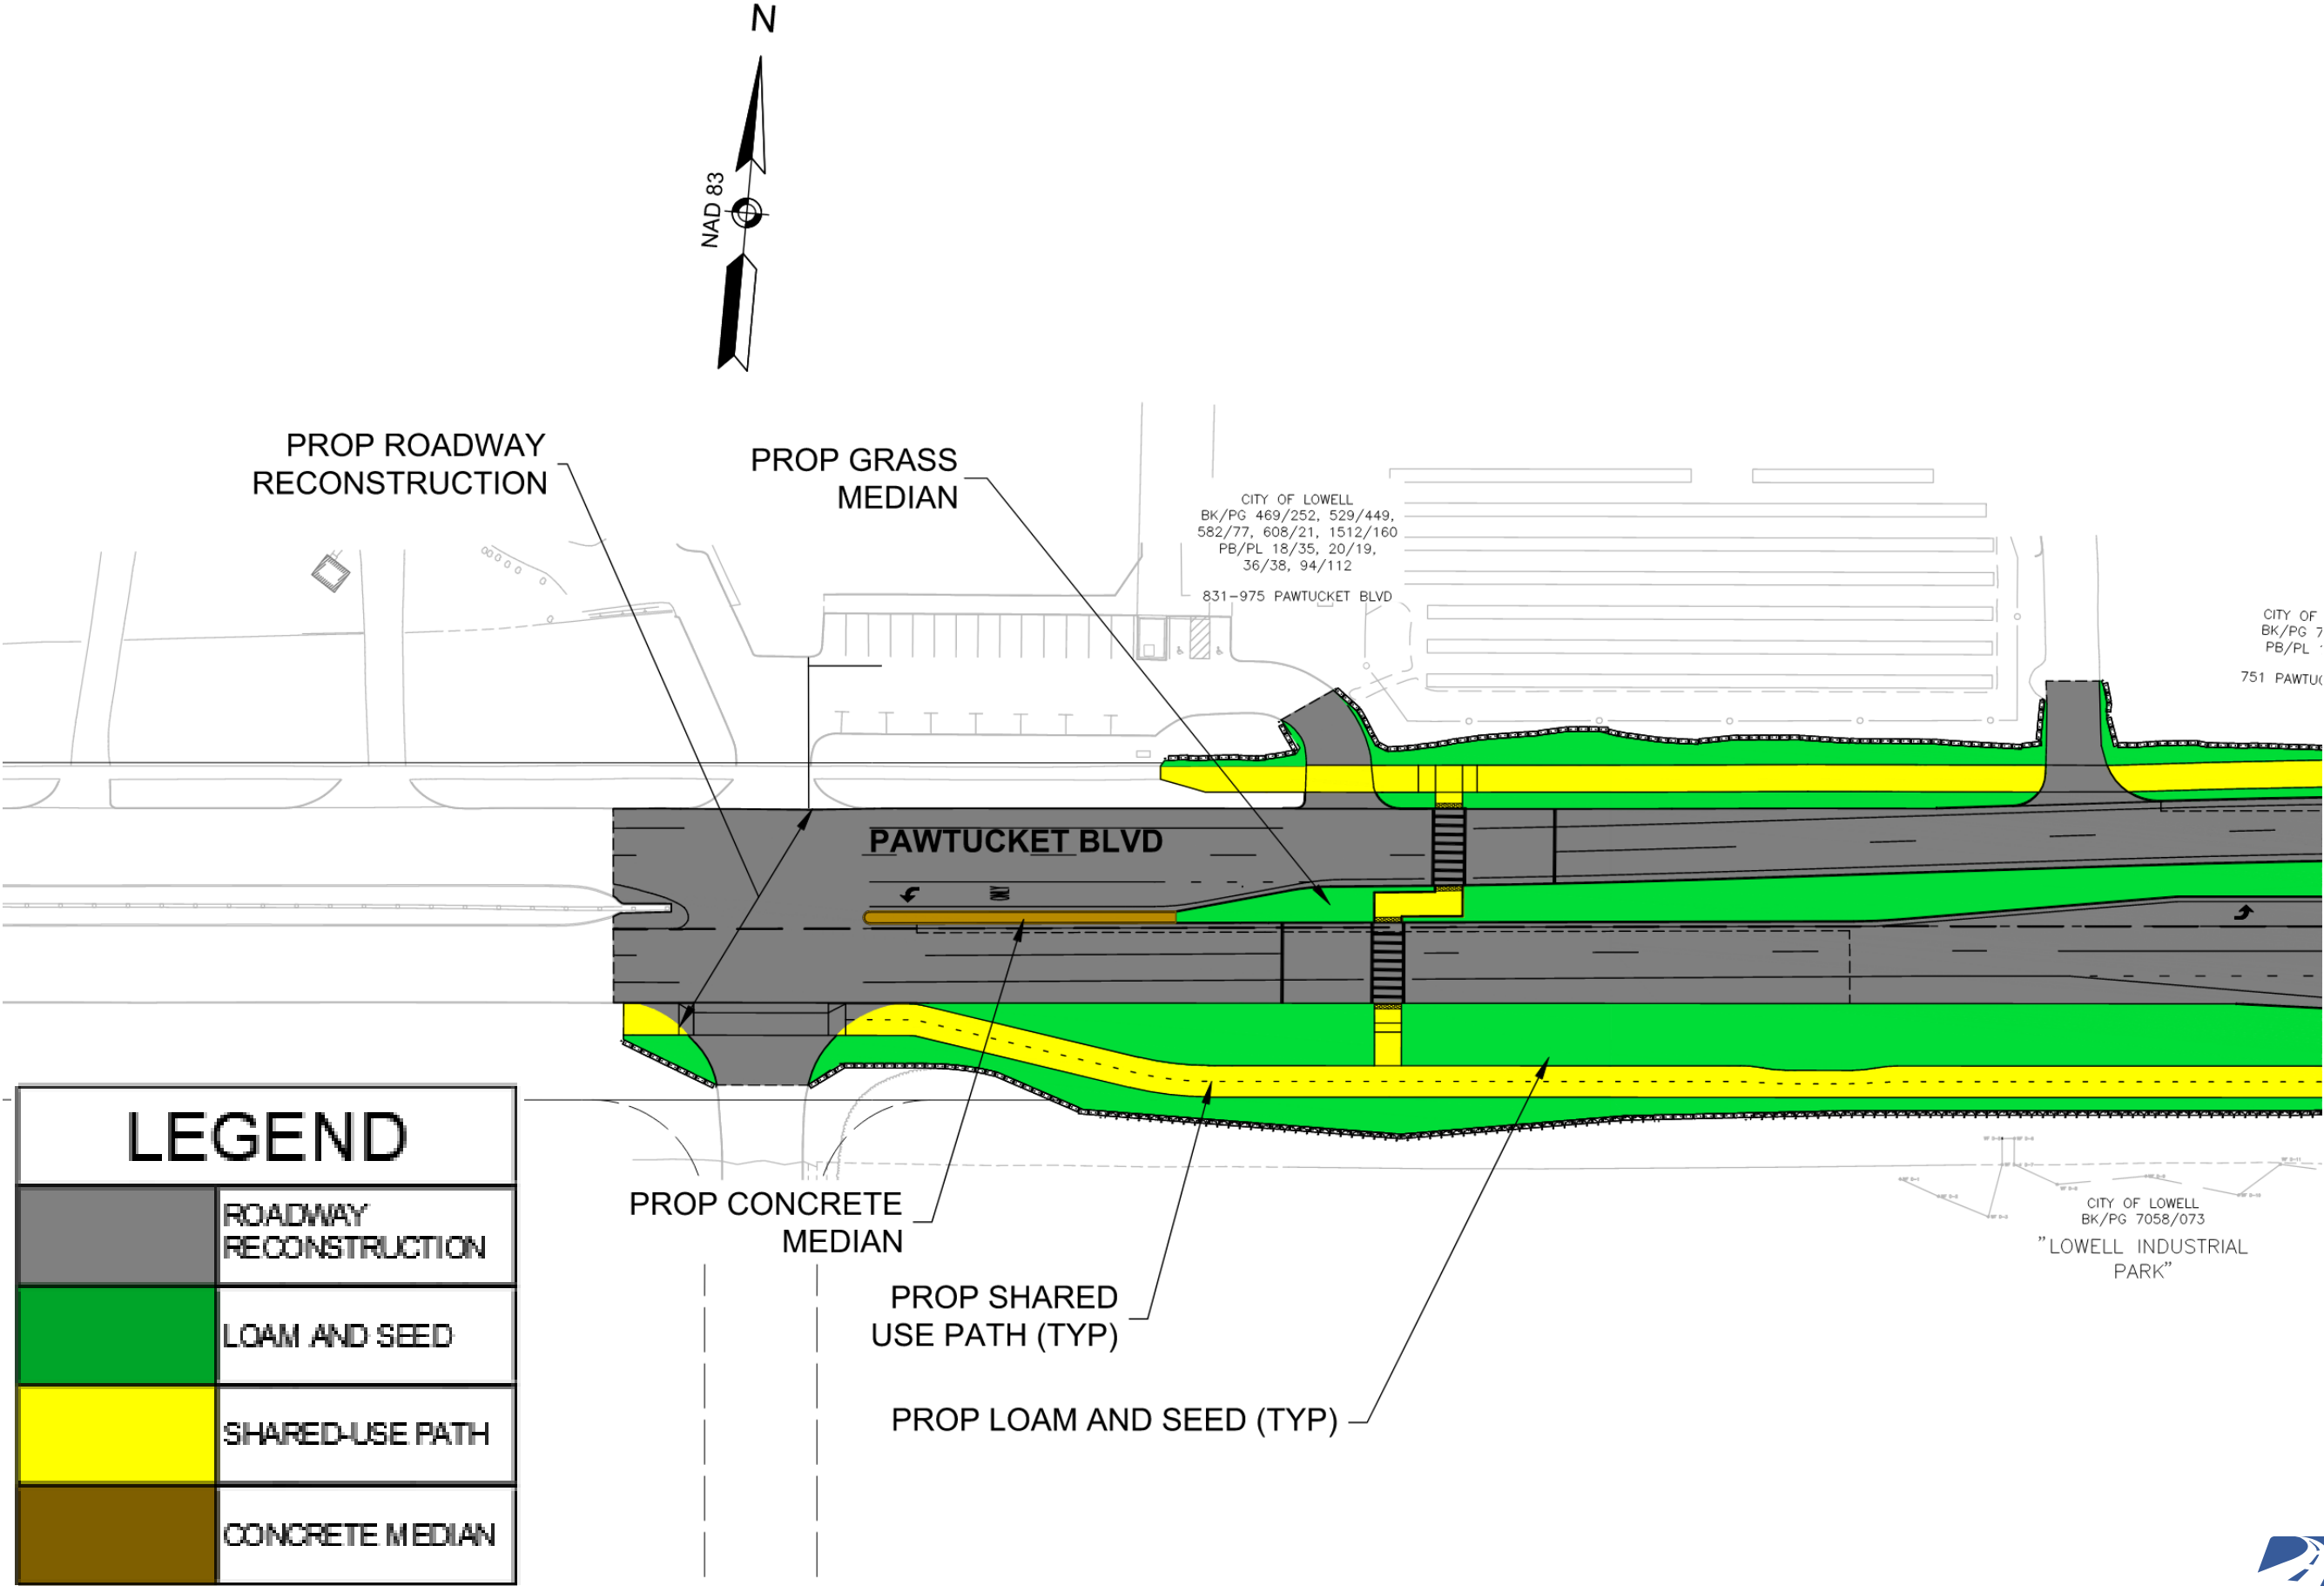 N
NAD 83
PROP ROADWAY
RECONSTRUCTION
PROP GRASS
MEDIAN
CITY OF LOWELL
BK/PG 469/252, 529/449,
582/77, 608/21, 1512/160
PB/PL 18/35, 20/19,
36/38, 94/112
831-975 PAWTUCKET BLVD
CITY OF
BK/PG 7
PB/PL
751 PAWTUC
PAWTUCKET BLVD
LEGEND
ROADWAY
RECONSTRUCTION
LOAM AND SEED
SHARED-USE PATH
CONCRETE MEDIAN
PROP CONCRETE
MEDIAN
PROP SHARED
USE PATH (TYP)
PROP LOAM AND SEED (TYP)
CITY OF LOWELL
BK/PG 7058/073
"LOWELL INDUSTRIAL
PARK"